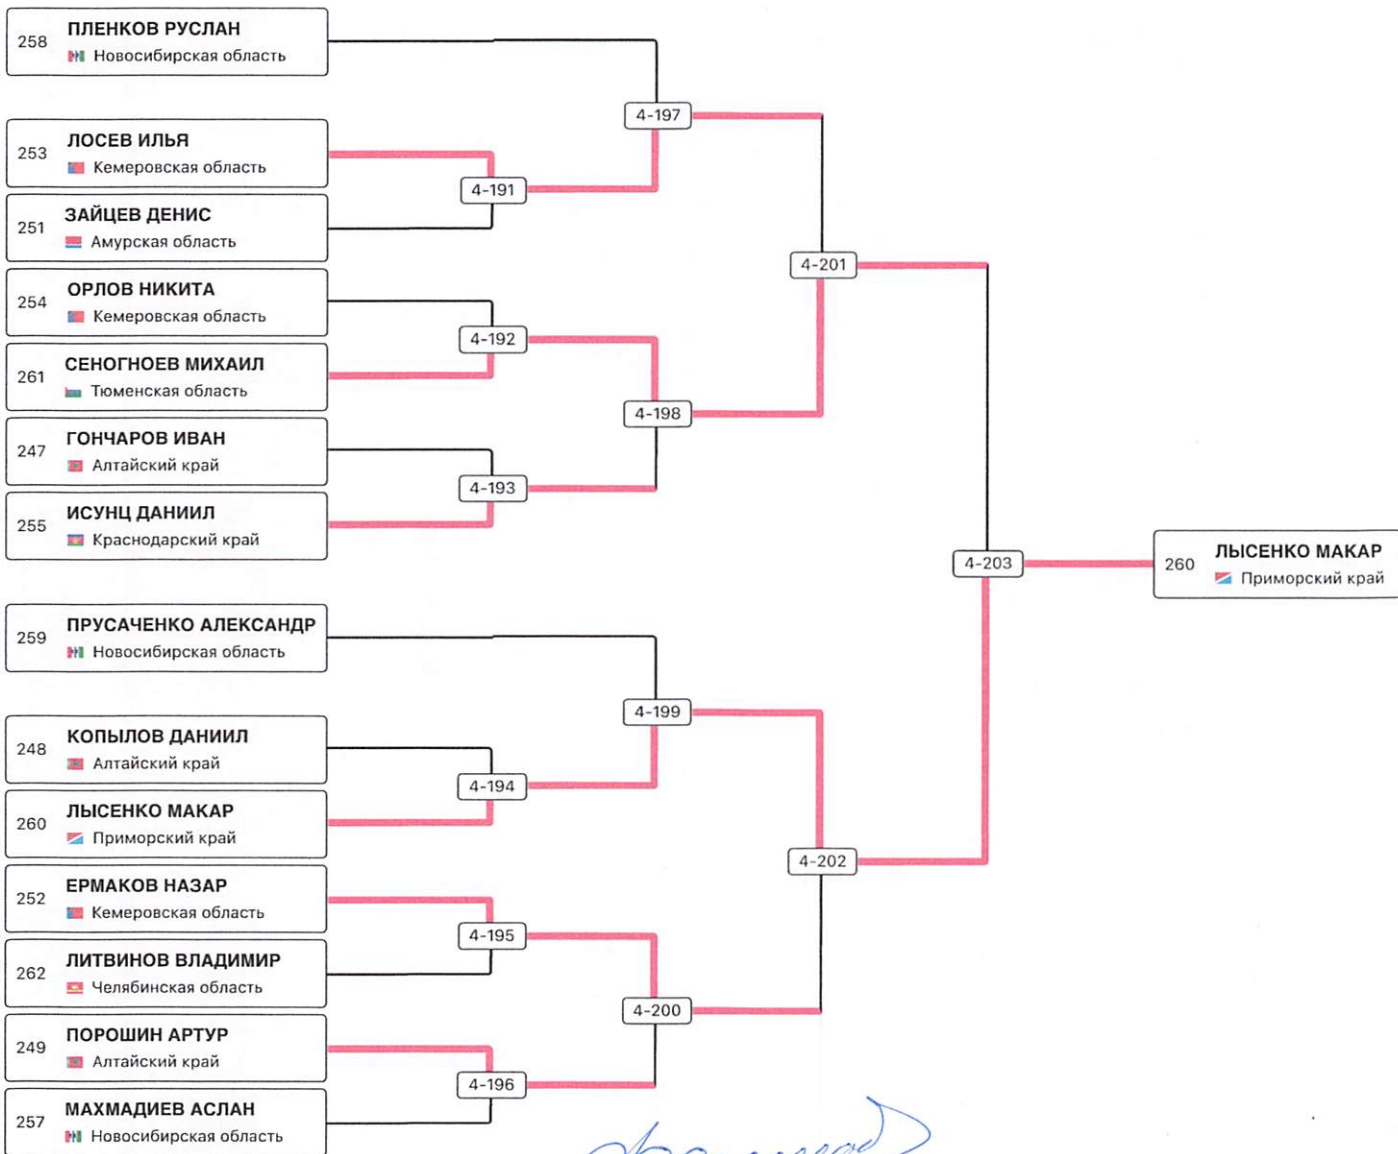 258 ПЛЕНКОВ РУСЛАН
Новосибирская область
4-197
253 ЛОСЕВ ИЛЬЯ
Кемеровская область
4-191
251 ЗАЙЦЕВ ДЕНИС
Амурская область
4-201
254 ОРЛОВ НИКИТА
Кемеровская область
4-192
261 СЕНОГНОЕВ МИХАИЛ
Тюменская область
4-198
247 ГОНЧАРОВ ИВАН
Алтайский край
4-193
255 ИСУНЦ ДАНИИЛ
Краснодарский край
4-203
260 ЛЫСЕНКО МАКАР
Приморский край
259 ПРУСАЧЕНКО АЛЕКСАНДР
Новосибирская область
4-199
248 КОПЫЛОВ ДАНИИЛ
Алтайский край
4-194
260 ЛЫСЕНКО МАКАР
Приморский край
4-202
252 ЕРМАКОВ НАЗАР
Кемеровская область
4-195
262 ЛИТВИНОВ ВЛАДИМИР
Челябинская область
4-200
249 ПОРОШИН АРТУР
Алтайский край
4-196
257 МАХМАДИЕВ АСЛАН
Новосибирская область